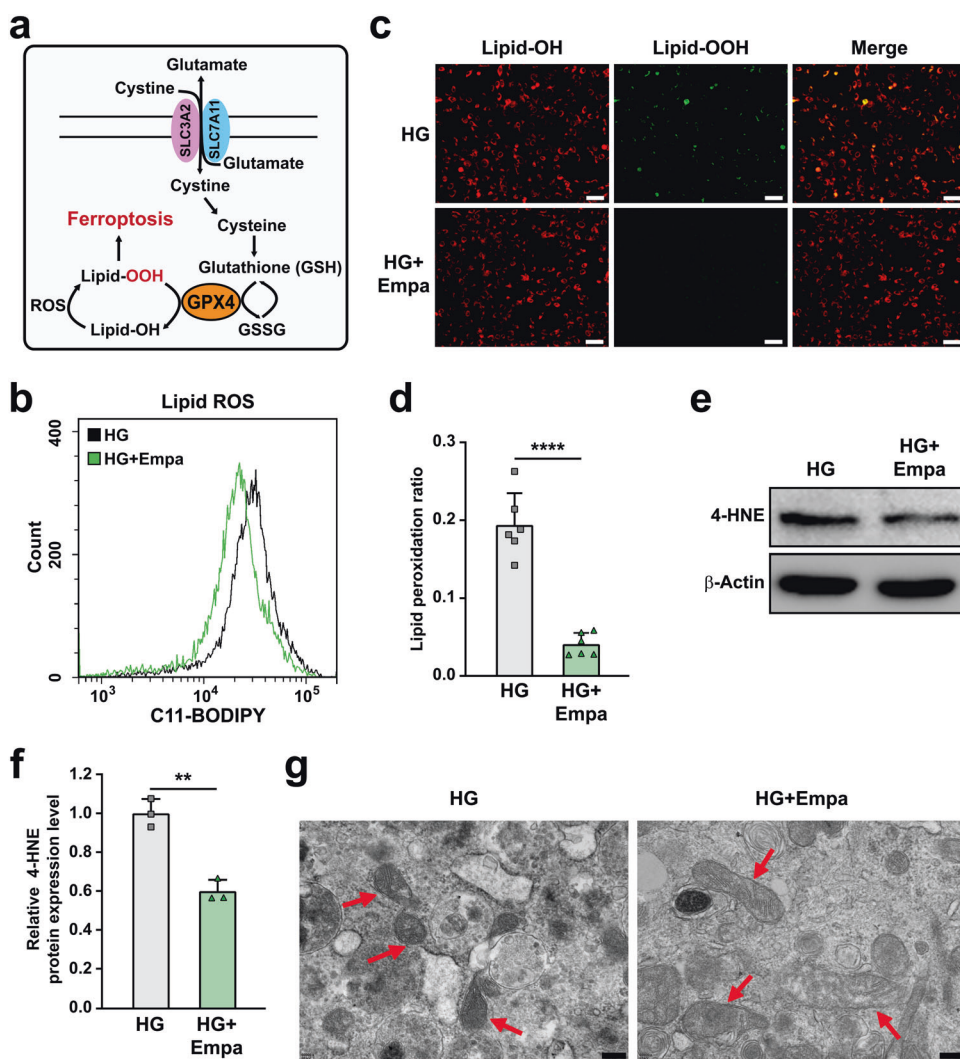 a
Glutamate
Cystine
SLC3A2
SLC7A11
Glutamate
Cystine
Cysteine
Ferroptosis
Glutathione (GSH)
Lipid-OOH
ROS
GPX4
Lipid-OH
GSSG
c
Lipid-OH Lipid-OOH Merge
HG
HG+
Empa
b
Lipid ROS
HG
HG+Empa
400
200
0
Count
10³ 10⁴ 10⁵
C11-BODIPY
d
****
0.3
0.2
0.1
0.0
Lipid peroxidation ratio
HG HG+
Empa
e
HG HG+
Empa
4-HNE
β-Actin
f
**
1.2
1.0
0.8
0.6
0.4
0.2
0.0
Relative 4-HNE
protein expression level
HG HG+
Empa
g
HG HG+Empa